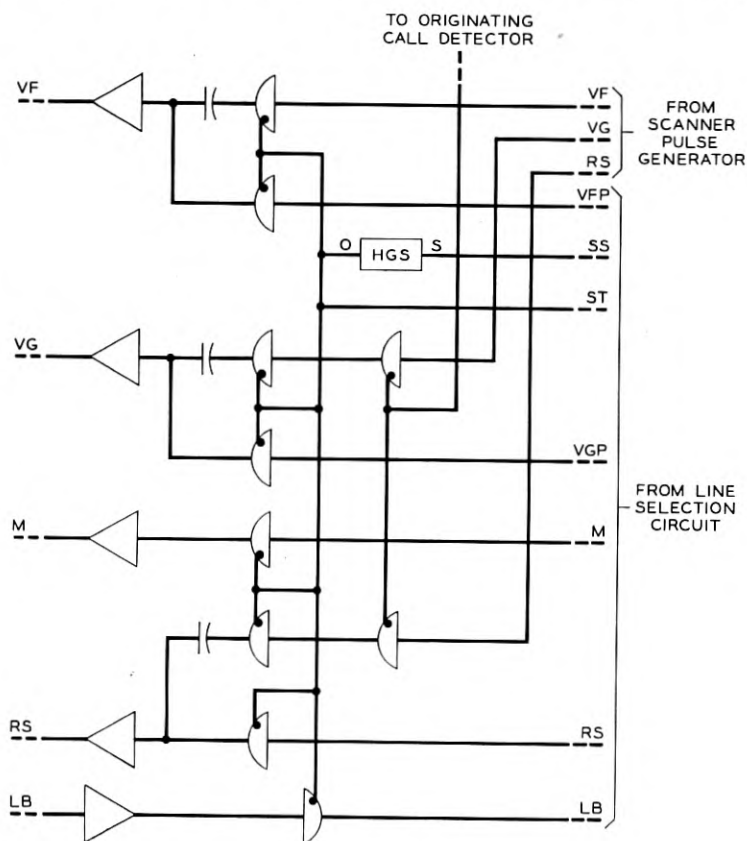 TO ORIGINATING
CALL DETECTOR
VF
VF
VG
RS
FROM
SCANNER
PULSE
GENERATOR
VFP
O HGS S
SS
ST
VG
VGP
FROM LINE
SELECTION
CIRCUIT
M
M
RS
RS
LB
LB